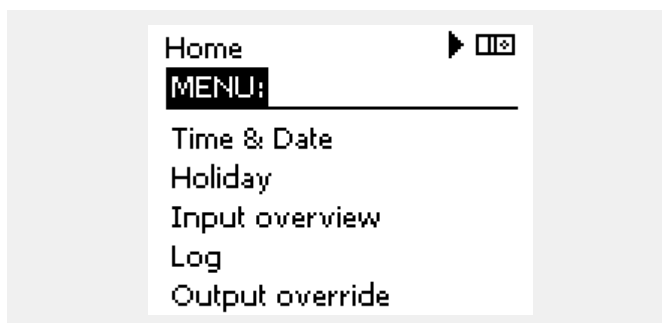 Home
MENU:
Time & Date
Holiday
Input overview
Log
Output override